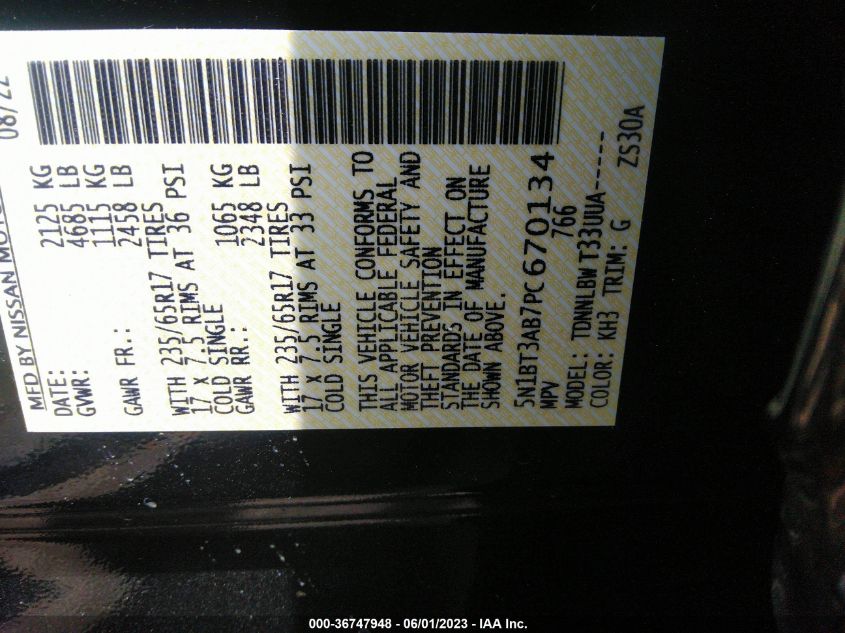 MFD BY NISSAN MOTOR
DATE: 08/22
GVWR: 2125 KG
4685 LB
GAWR FR.: 1115 KG
2458 LB
WITH 235/65R17 TIRES
17 x 7.5 RIMS AT 36 PSI
COLD SINGLE
GAWR RR.: 1065 KG
2348 LB
WITH 235/65R17 TIRES
17 x 7.5 RIMS AT 33 PSI
COLD SINGLE
THIS VEHICLE CONFORMS TO
ALL APPLICABLE FEDERAL
MOTOR VEHICLE SAFETY AND
THEFT PREVENTION
STANDARDS IN EFFECT ON
THE DATE OF MANUFACTURE
SHOWN ABOVE.
5N1BT3AB7PC670134
MPV 766
MODEL: TDNNLBW T33UUA-----
COLOR: KH3 TRIM: G ZS30A
000-36747948 - 06/01/2023 - IAA Inc.